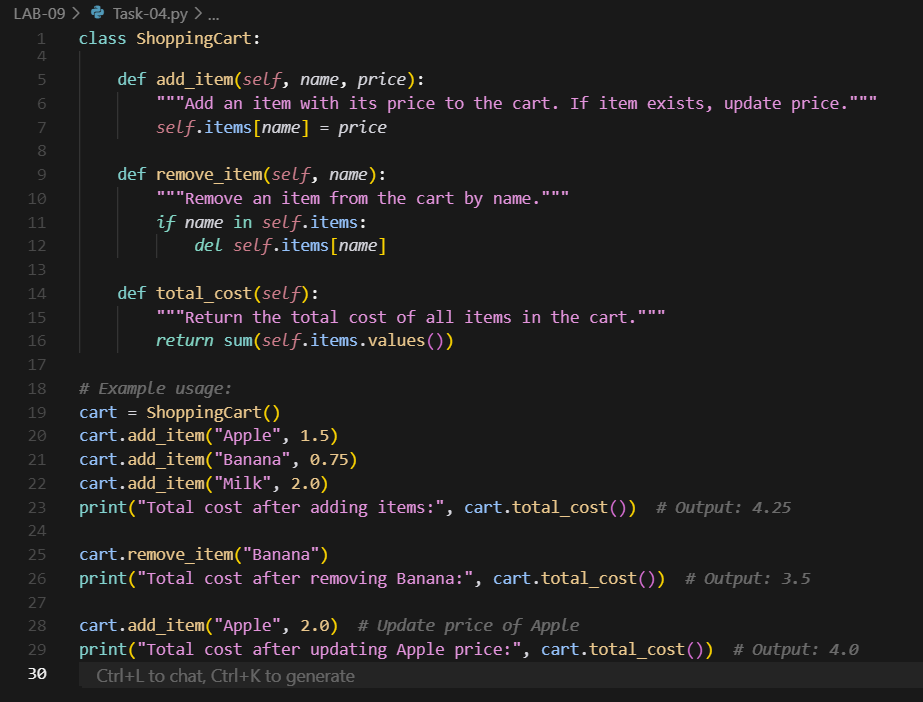 LAB-09 > Task-04.py > ...
1 class ShoppingCart:
4
5     def add_item(self, name, price):
6         """Add an item with its price to the cart. If item exists, update price."""
7         self.items[name] = price
8
9     def remove_item(self, name):
10         """Remove an item from the cart by name."""
11         if name in self.items:
12             del self.items[name]
13
14     def total_cost(self):
15         """Return the total cost of all items in the cart."""
16         return sum(self.items.values())
17
18 # Example usage:
19 cart = ShoppingCart()
20 cart.add_item("Apple", 1.5)
21 cart.add_item("Banana", 0.75)
22 cart.add_item("Milk", 2.0)
23 print("Total cost after adding items:", cart.total_cost())  # Output: 4.25
24
25 cart.remove_item("Banana")
26 print("Total cost after removing Banana:", cart.total_cost())  # Output: 3.5
27
28 cart.add_item("Apple", 2.0)  # Update price of Apple
29 print("Total cost after updating Apple price:", cart.total_cost())  # Output: 4.0
30 Ctrl+L to chat, Ctrl+K to generate